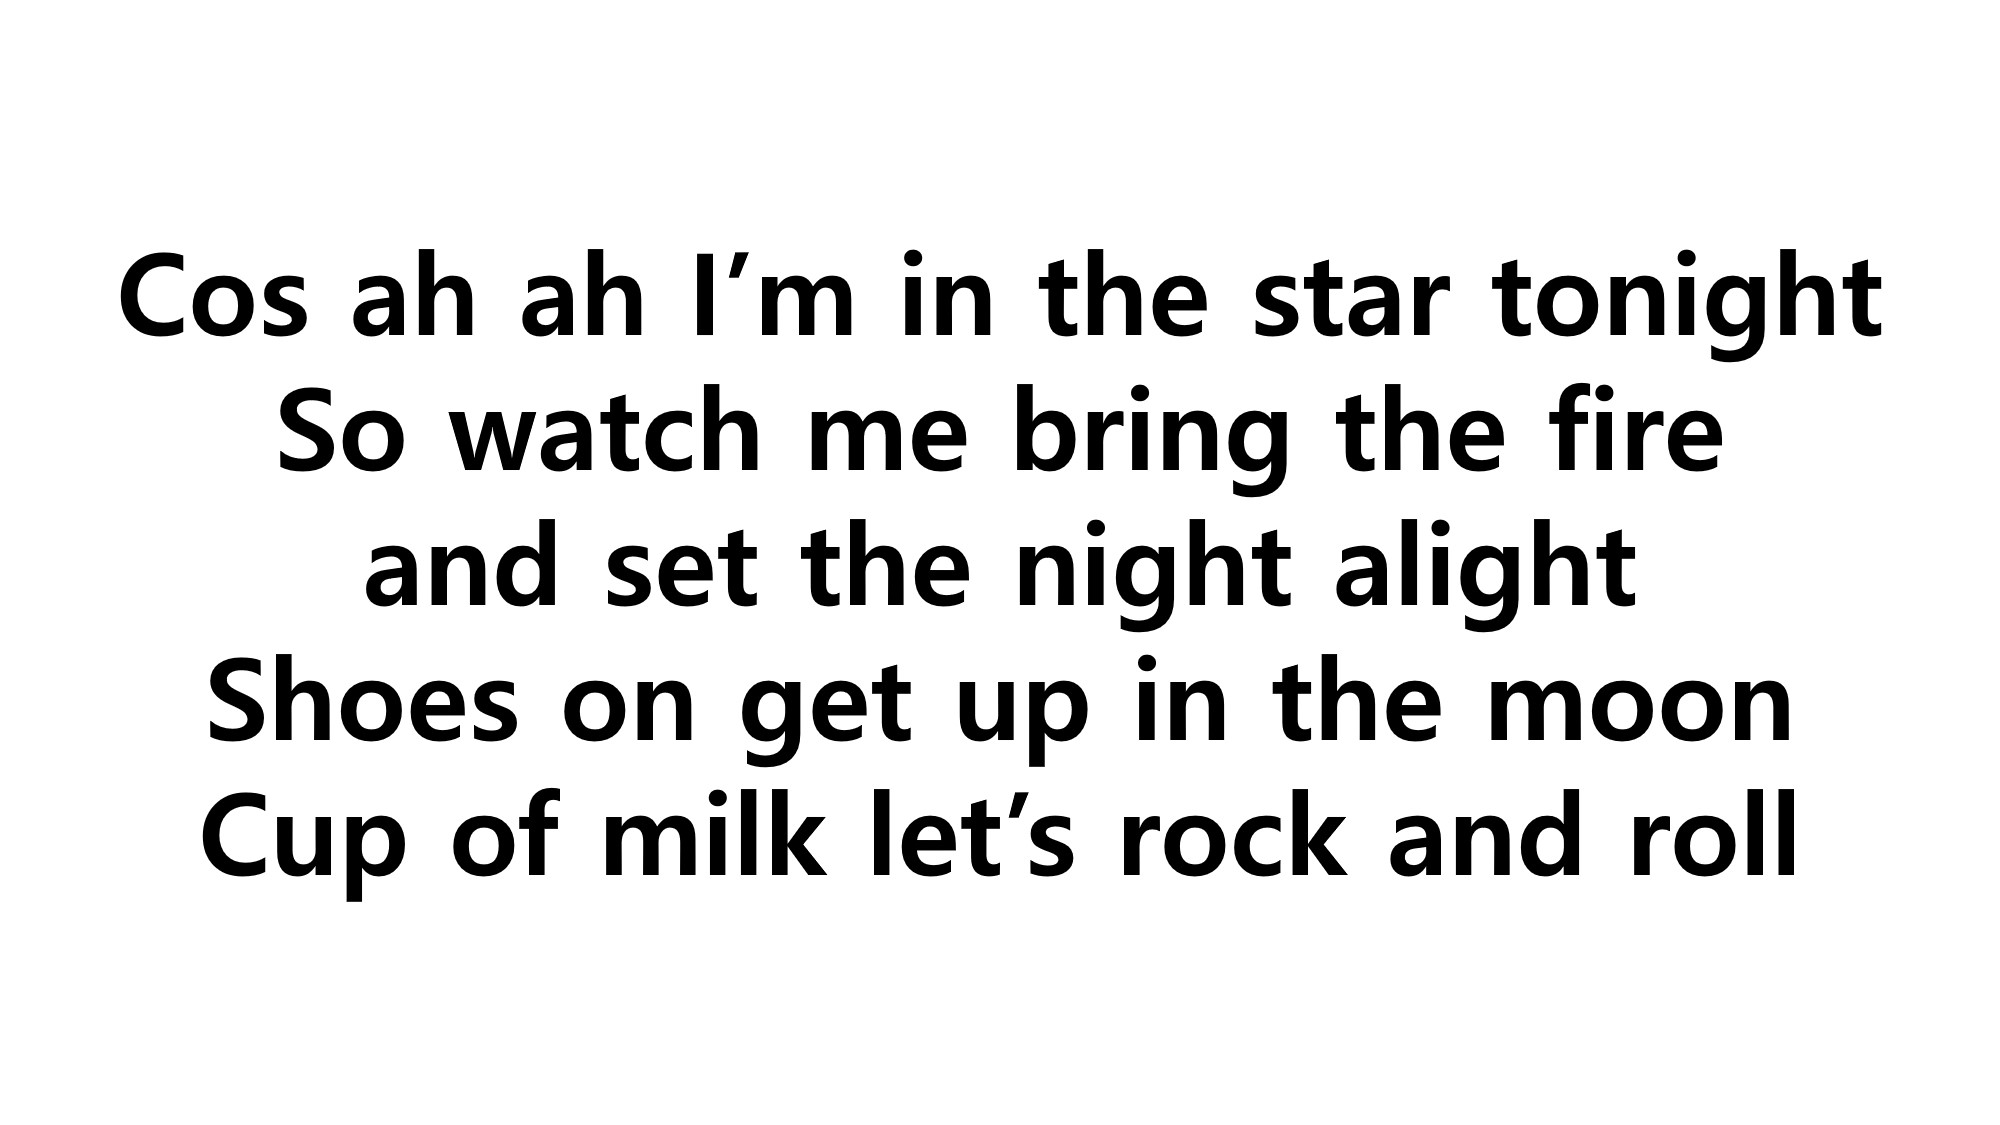 Cos ah ah I’m in the star tonight
So watch me bring the fire
and set the night alight
Shoes on get up in the moon
Cup of milk let’s rock and roll